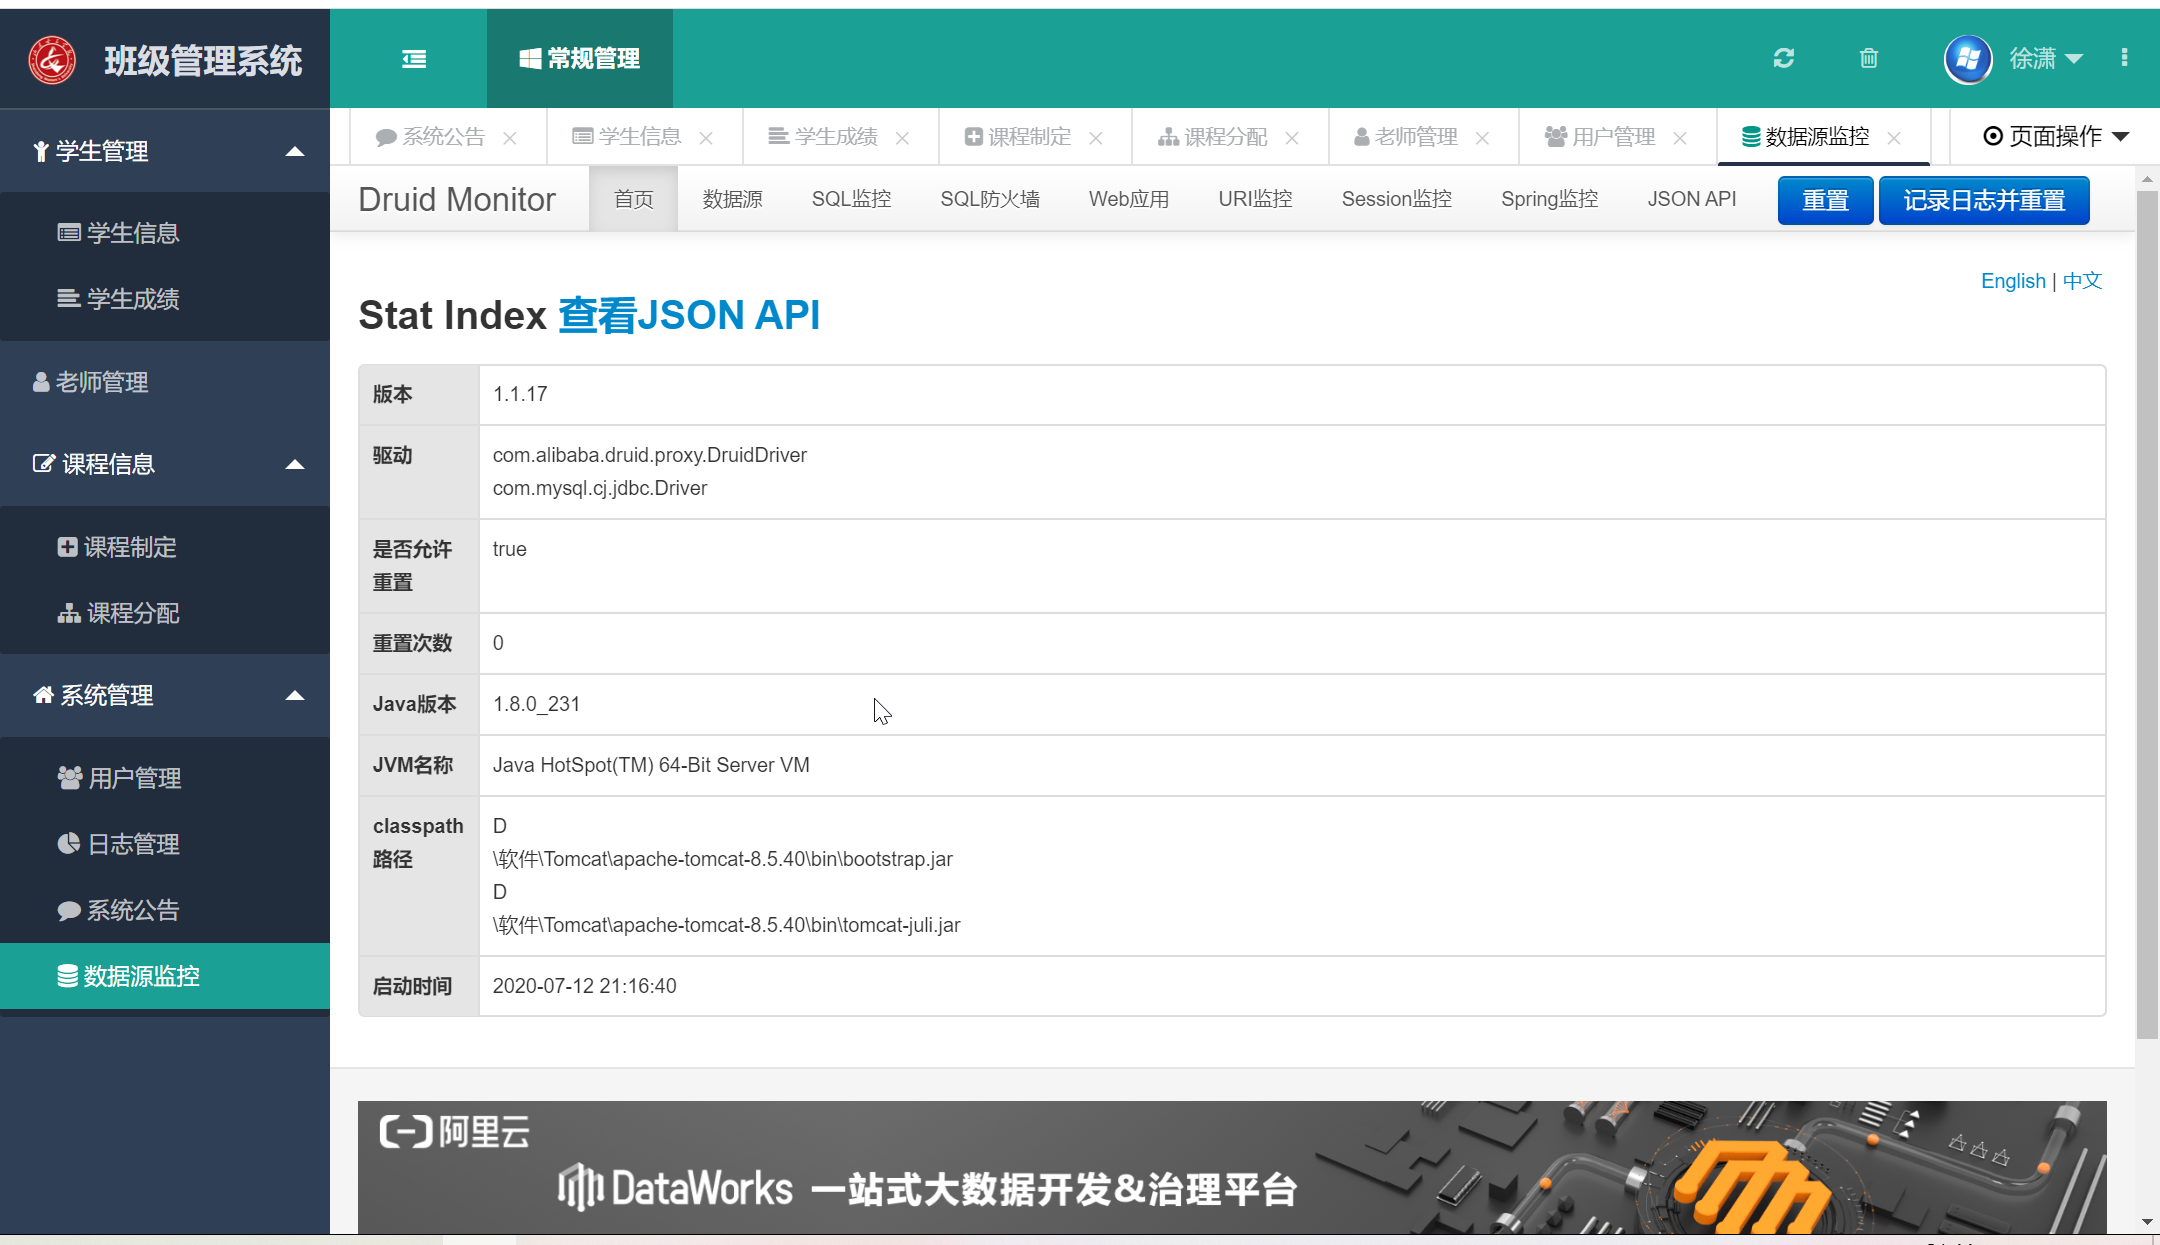 班级管理系统
常规管理
徐潇
学生管理
学生信息
学生成绩
老师管理
课程信息
课程制定
课程分配
系统管理
用户管理
日志管理
系统公告
数据源监控
系统公告
学生信息
学生成绩
课程制定
课程分配
老师管理
用户管理
数据源监控
页面操作
Druid Monitor
首页
数据源
SQL监控
SQL防火墙
Web应用
URI监控
Session监控
Spring监控
JSON API
重置
记录日志并重置
English | 中文
Stat Index 查看JSON API
版本 1.1.17
驱动 com.alibaba.druid.proxy.DruidDriver
com.mysql.cj.jdbc.Driver
是否允许 true
重置
重置次数 0
Java版本 1.8.0_231
JVM名称 Java HotSpot(TM) 64-Bit Server VM
classpath D
路径 \软件\Tomcat\apache-tomcat-8.5.40\bin\bootstrap.jar
D
\软件\Tomcat\apache-tomcat-8.5.40\bin\tomcat-juli.jar
启动时间 2020-07-12 21:16:40
阿里云
DataWorks 一站式大数据开发&治理平台